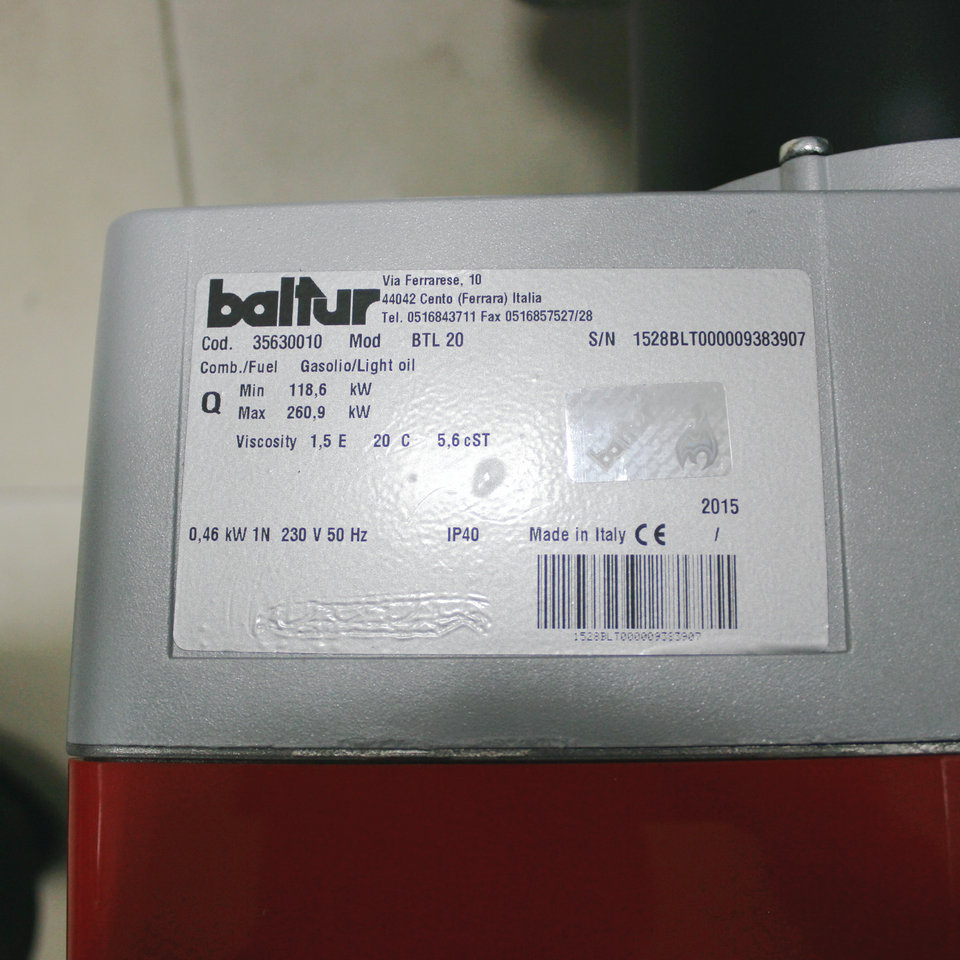 baltur
Via Ferrarese, 10
44042 Cento (Ferrara) Italia
Tel. 0516843711 Fax 0516857527/28
Cod. 35630010 Mod BTL 20 S/N 1528BLT000009383907
Comb./Fuel Gasolio/Light oil
Q Min 118,6 kW
Max 260,9 kW
Viscosity 1,5 E 20 C 5,6 cST
2015
0,46 kW 1N 230 V 50 Hz IP40 Made in Italy CE /
1528BLT000009383907